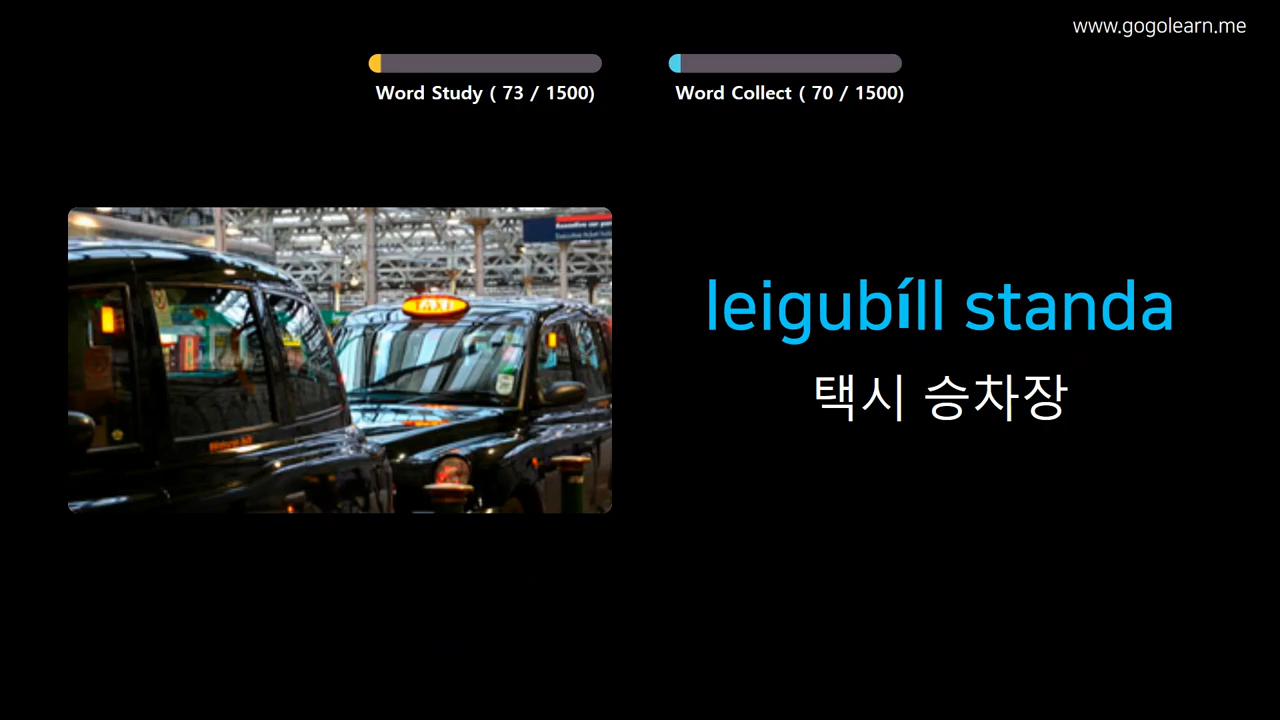 www.gogolearn.me
Word Study ( 73 / 1500)
Word Collect ( 70 / 1500)
TAXI
leigubíll standa
택시 승차장